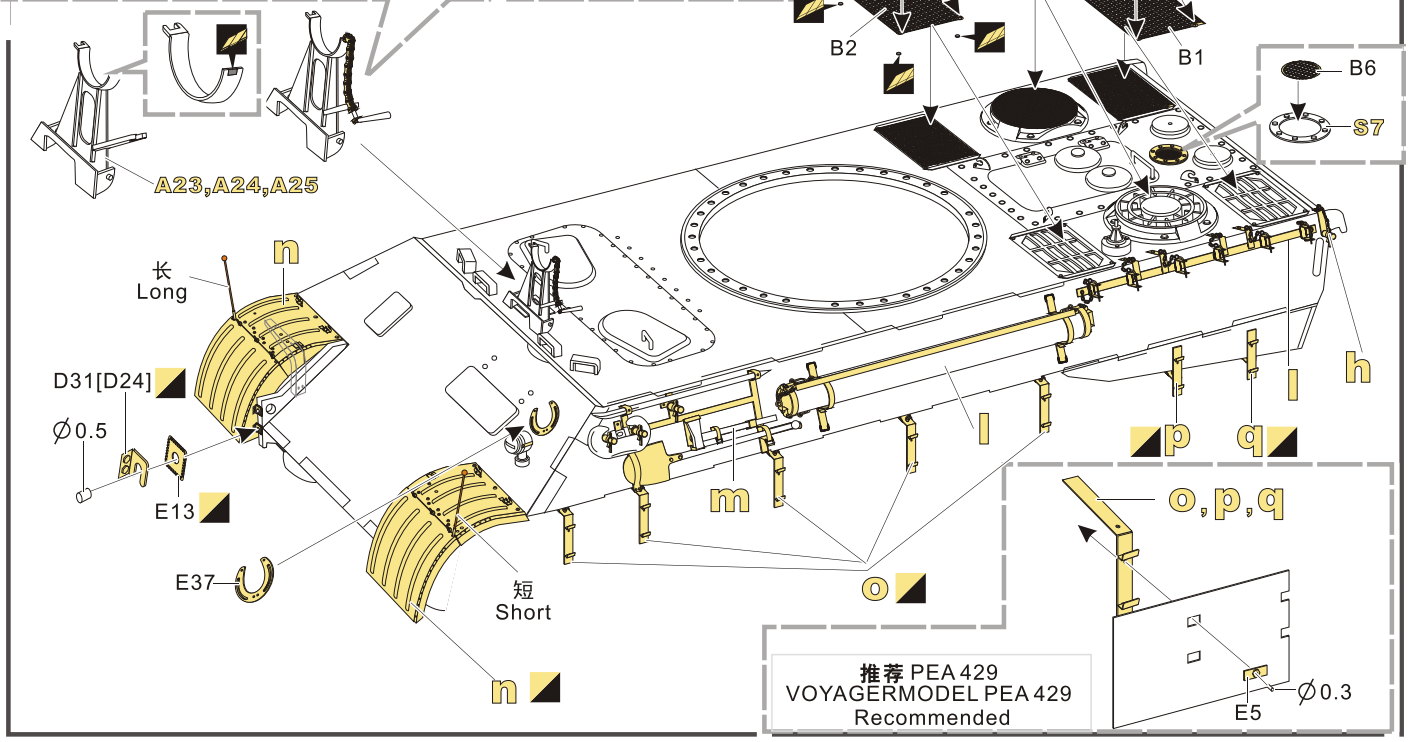 B2
B1
B6
S7
A23,A24,A25
n
长
Long
D31[D24]
Ø0.5
E13
E37
短
Short
n
m
l
l
h
p
q
o
o,p,q
推荐 PEA 429
VOYAGERMODEL PEA 429
Recommended
E5
Ø0.3